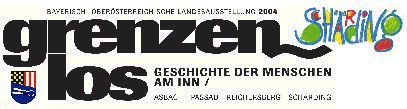 BAYERISCH-OBERÖSTERREICHISCHE LANDESAUSSTELLUNG 2004
SCHÄRDING
grenzen
los
GESCHICHTE DER MENSCHEN
AM INN /
ASBACH PASSAU REICHERSBERG SCHÄRDING